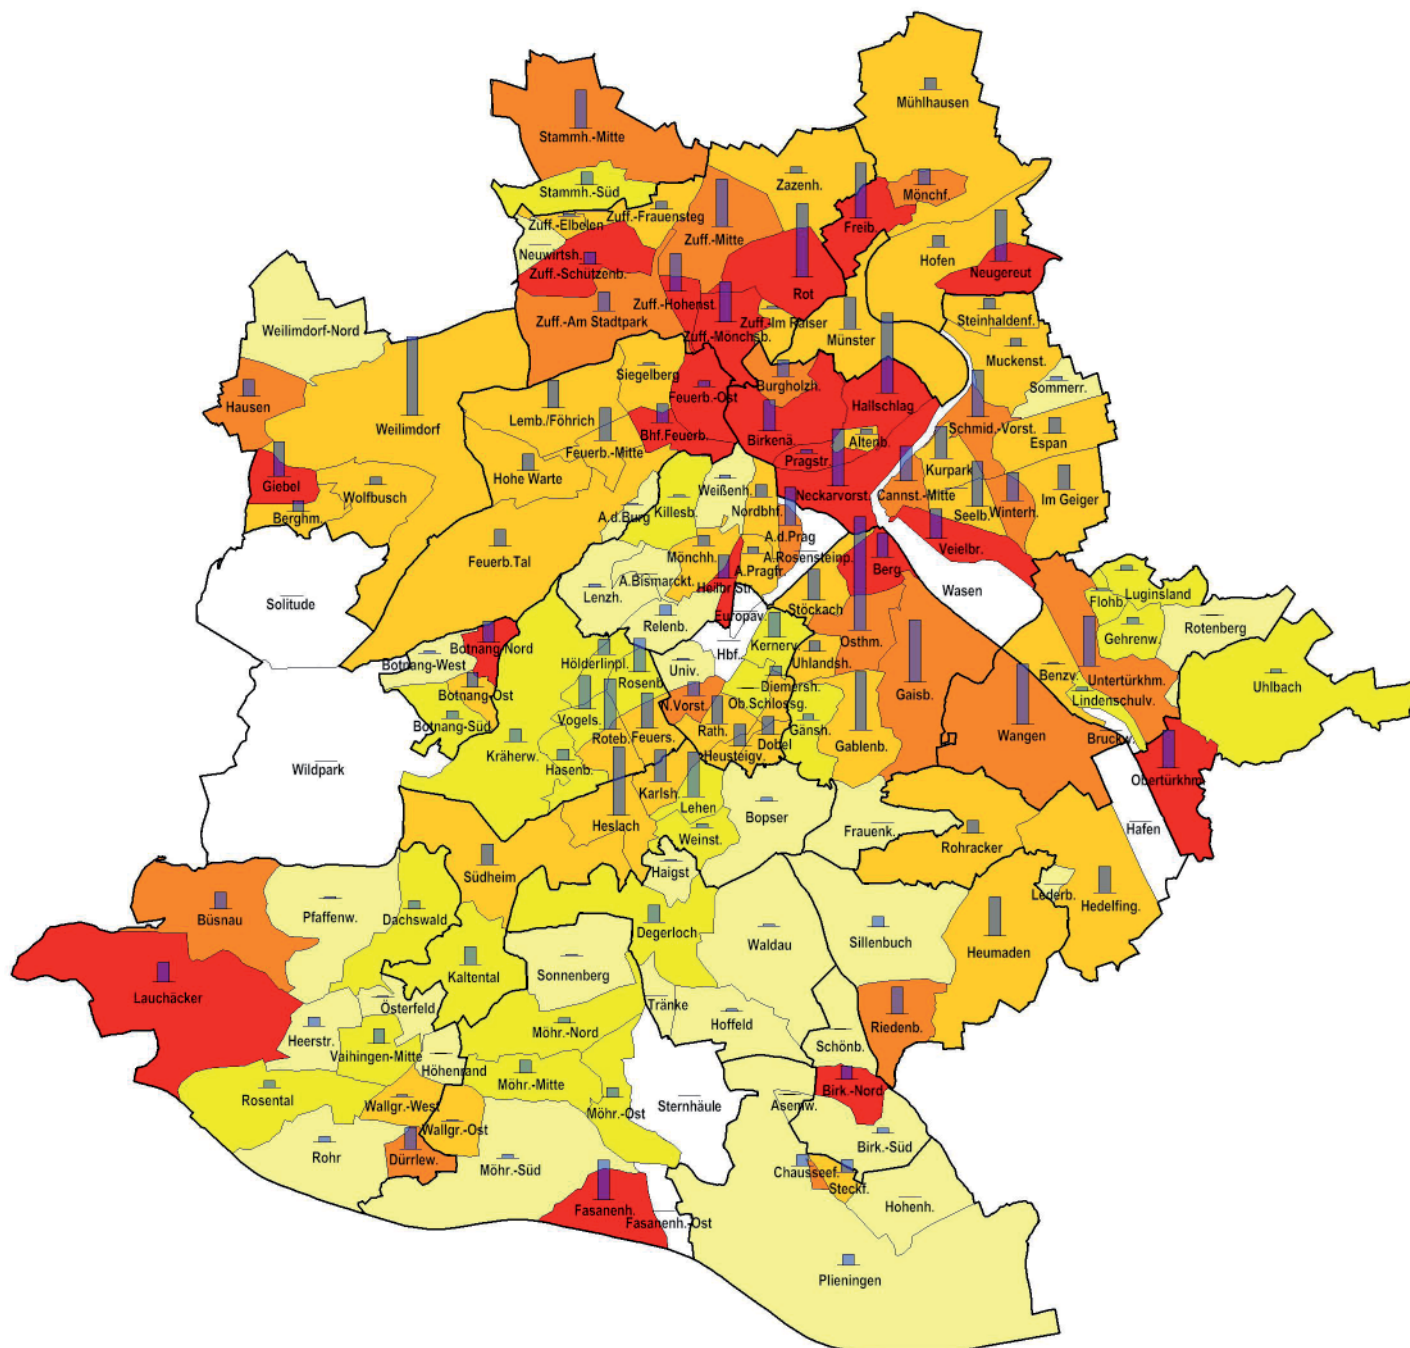 Mühlhausen
Stammh.-Mitte
Zazenh.
Mönchf.
Stammh.-Süd
Zuff.-Frauensteg
Zuff.-Elbelen
Freib.
Zuff.-Mitte
Neuwirtsh.
Hofen
Neugereut
Zuff.-Schützenb.
Zuff.-Hohenst.
Rot
Zuff.-Am Stadtpark
Zuff.-Im Raiser
Steinhaldenf.
Weilimdorf-Nord
Zuff.-Mönchsb.
Münster
Muckenst.
Siegelberg
Burgholzh.
Sommerr.
Feuerb.-Ost
Hallschlag
Hausen
Lemb./Föhrich
Weilimdorf
Schmid.-Vorst.
Bhf.Feuerb.
Birkenä.
Altenb.
Espan
Feuerb.-Mitte
Kurpark
Pragstr.
Hohe Warte
Giebel
Wolfbusch
Weißenh.
Neckarvorst.
Cannst.-Mitte
Im Geiger
Nordbhf.
Seelb.
Winterh.
Killesb.
Berghm.
A.d.Burg
A.d.Prag
Veielbr.
Mönchh.
A.Rosensteinp.
Feuerb.Tal
Berg
A.Pragfr.
A.Bismarckt.
Heilbr.Str.
Wasen
Lenzh.
Luginsland
Flohb.
Solitude
Stöckach
Europav.
Relenb.
Rotenberg
Osthm.
Gehrenw.
Botnang-Nord
Kernerv.
Hbf.
Botnang-West
Hölderlinpl.
Uhlandsh.
Univ.
Benzv.
Untertürkhm.
Uhlbach
Rosenb.
Diemersh.
Botnang-Ost
Gaisb.
Ob.Schlossg.
Lindenschulv.
N.Vorst.
Vogels.
Botnang-Süd
Gänsh.
Rath.
Wangen
Roteb.
Feuers.
Bruckw.
Dobel
Heusteigv.
Gablenb.
Kräherw.
Hasenb.
Wildpark
Obertürkhm.
Karlsh.
Lehen
Bopser
Heslach
Hafen
Frauenk.
Weinst.
Rohracker
Haigst
Südheim
Lederb.
Hedelfing.
Büsnau
Pfaffenw.
Dachswald
Sillenbuch
Degerloch
Heumaden
Waldau
Kaltental
Sonnenberg
Lauchäcker
Tränke
Österfeld
Hoffeld
Riedenb.
Möhr.-Nord
Heerstr.
Schönb.
Vaihingen-Mitte
Höhenrand
Möhr.-Mitte
Birk.-Nord
Rosental
Wallgr.-West
Asemw.
Sternhäule
Möhr.-Ost
Wallgr.-Ost
Birk.-Süd
Rohr
Dürrlew.
Möhr.-Süd
Chausseef.
Steckf.
Hohenh.
Fasanenh.
Fasanenh.-Ost
Plieningen